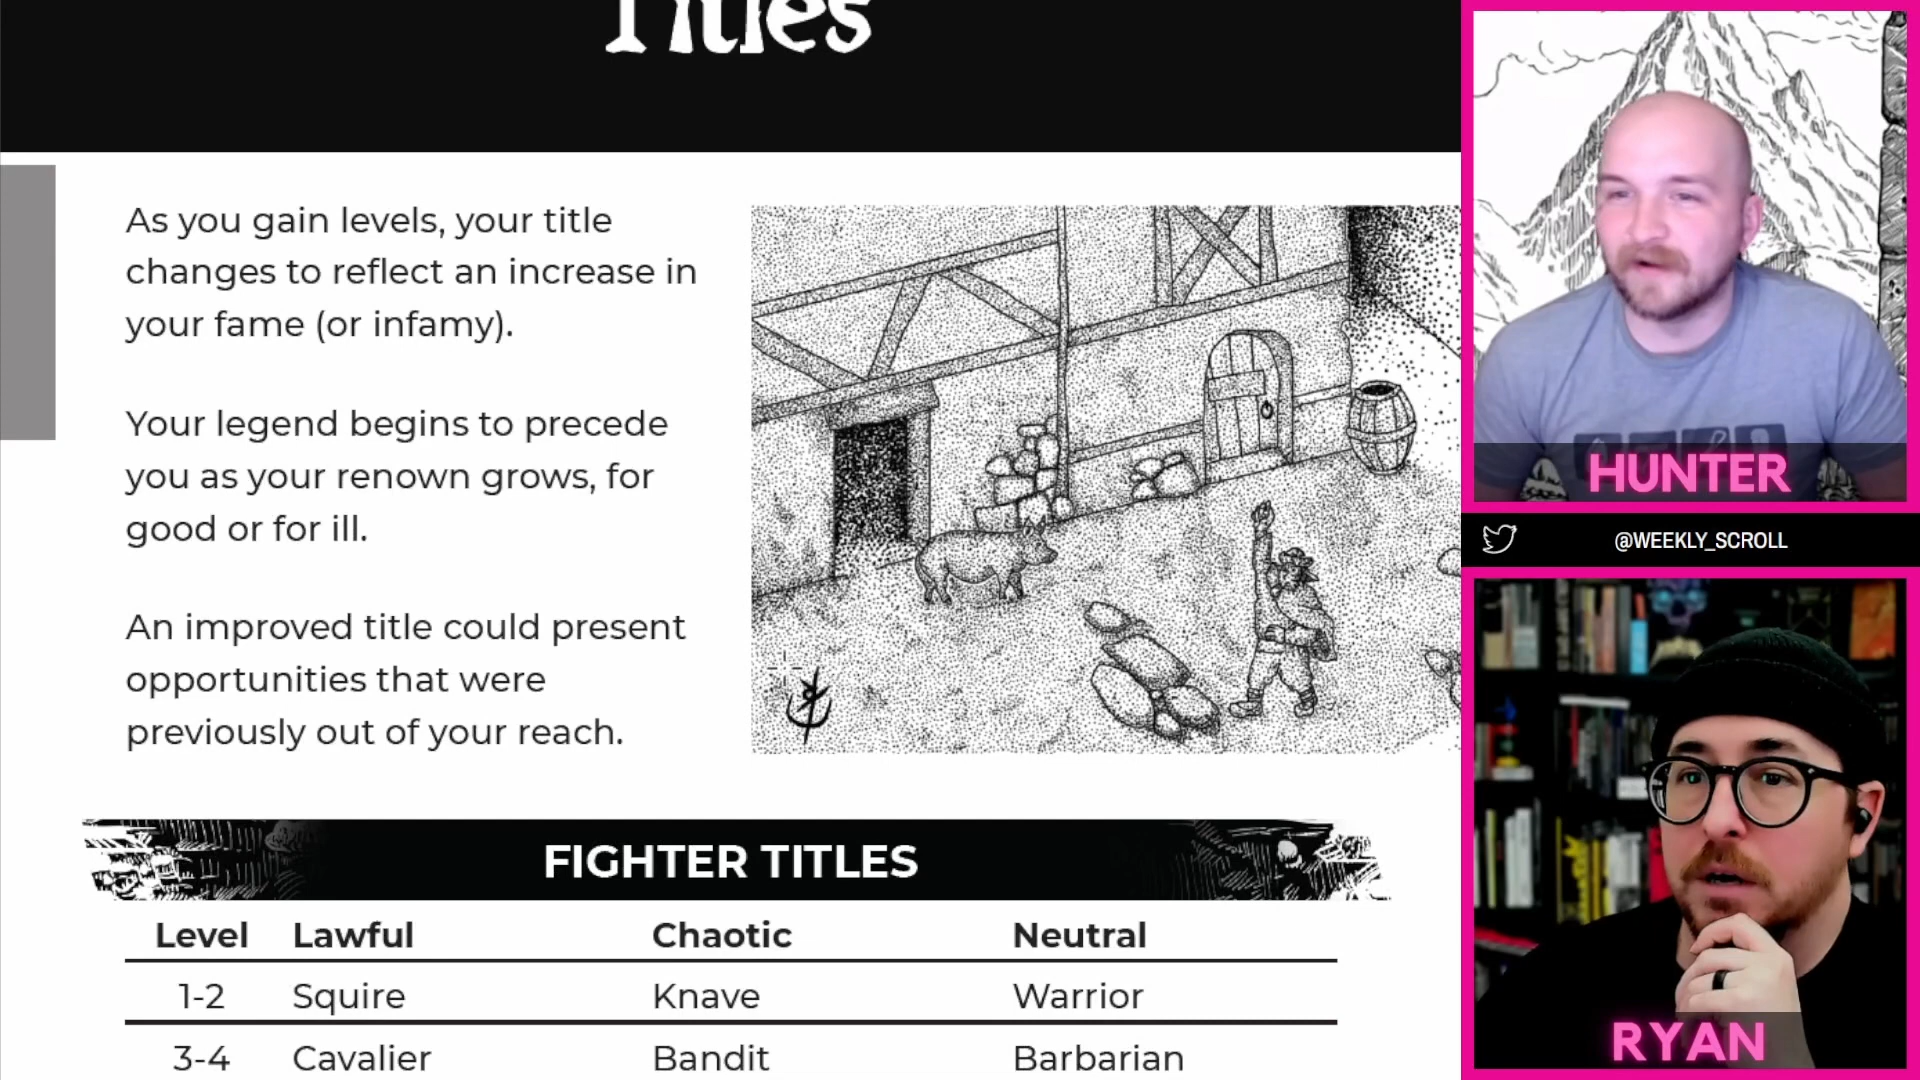 Titles
As you gain levels, your title
changes to reflect an increase in
your fame (or infamy).
Your legend begins to precede
you as your renown grows, for
good or for ill.
An improved title could present
opportunities that were
previously out of your reach.
FIGHTER TITLES
Level Lawful Chaotic Neutral
1-2 Squire Knave Warrior
3-4 Cavalier Bandit Barbarian
HUNTER
@WEEKLY_SCROLL
RYAN